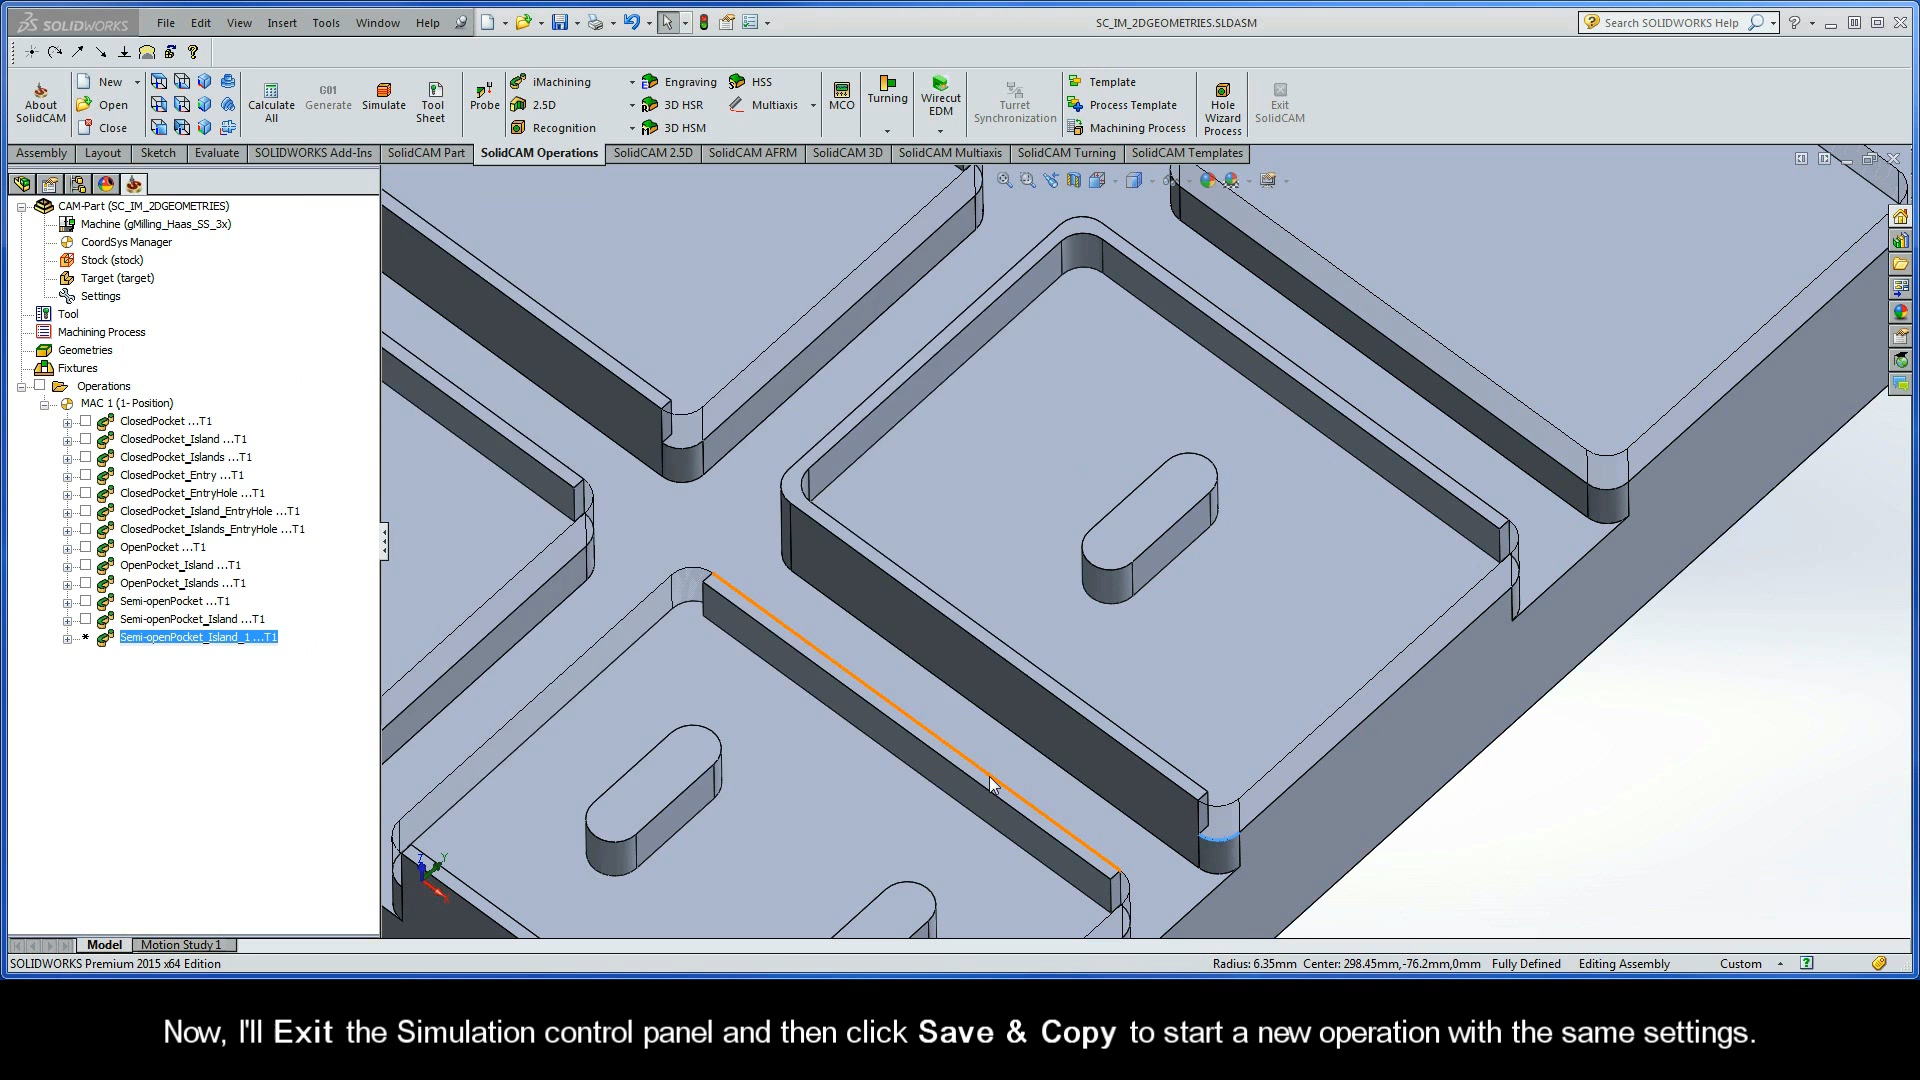 SOLIDWORKS File Edit View Insert Tools Window Help SC_IM_2DGEOMETRIES.SLDASM Search SOLIDWORKS Help
About SolidCAM
New
Open
Close
Calculate All
G01 Generate
Simulate
Tool Sheet
Probe
iMachining
2.5D
Recognition
Engraving
3D HSR
3D HSM
HSS
Multiaxis
MCO
Turning
Wirecut EDM
Turret Synchronization
Template
Process Template
Machining Process
Hole Wizard Process
Exit SolidCAM
Assembly Layout Sketch Evaluate SOLIDWORKS Add-Ins SolidCAM Part SolidCAM Operations SolidCAM 2.5D SolidCAM AFRM SolidCAM 3D SolidCAM Multiaxis SolidCAM Turning SolidCAM Templates
CAM-Part (SC_IM_2DGEOMETRIES)
Machine (gMilling_Haas_SS_3x)
CoordSys Manager
Stock (stock)
Target (target)
Settings
Tool
Machining Process
Geometries
Fixtures
Operations
MAC 1 (1- Position)
ClosedPocket ...T1
ClosedPocket_Island ...T1
ClosedPocket_Islands ...T1
ClosedPocket_Entry ...T1
ClosedPocket_EntryHole ...T1
ClosedPocket_Island_EntryHole ...T1
ClosedPocket_Islands_EntryHole ...T1
OpenPocket ...T1
OpenPocket_Island ...T1
OpenPocket_Islands ...T1
Semi-openPocket ...T1
Semi-openPocket_Island ...T1
* Semi-openPocket_Island_1 ...T1
Z Y
Model Motion Study 1
SOLIDWORKS Premium 2015 x64 Edition Radius: 6.35mm Center: 298.45mm,-76.2mm,0mm Fully Defined Editing Assembly Custom
Now, I'll Exit the Simulation control panel and then click Save & Copy to start a new operation with the same settings.